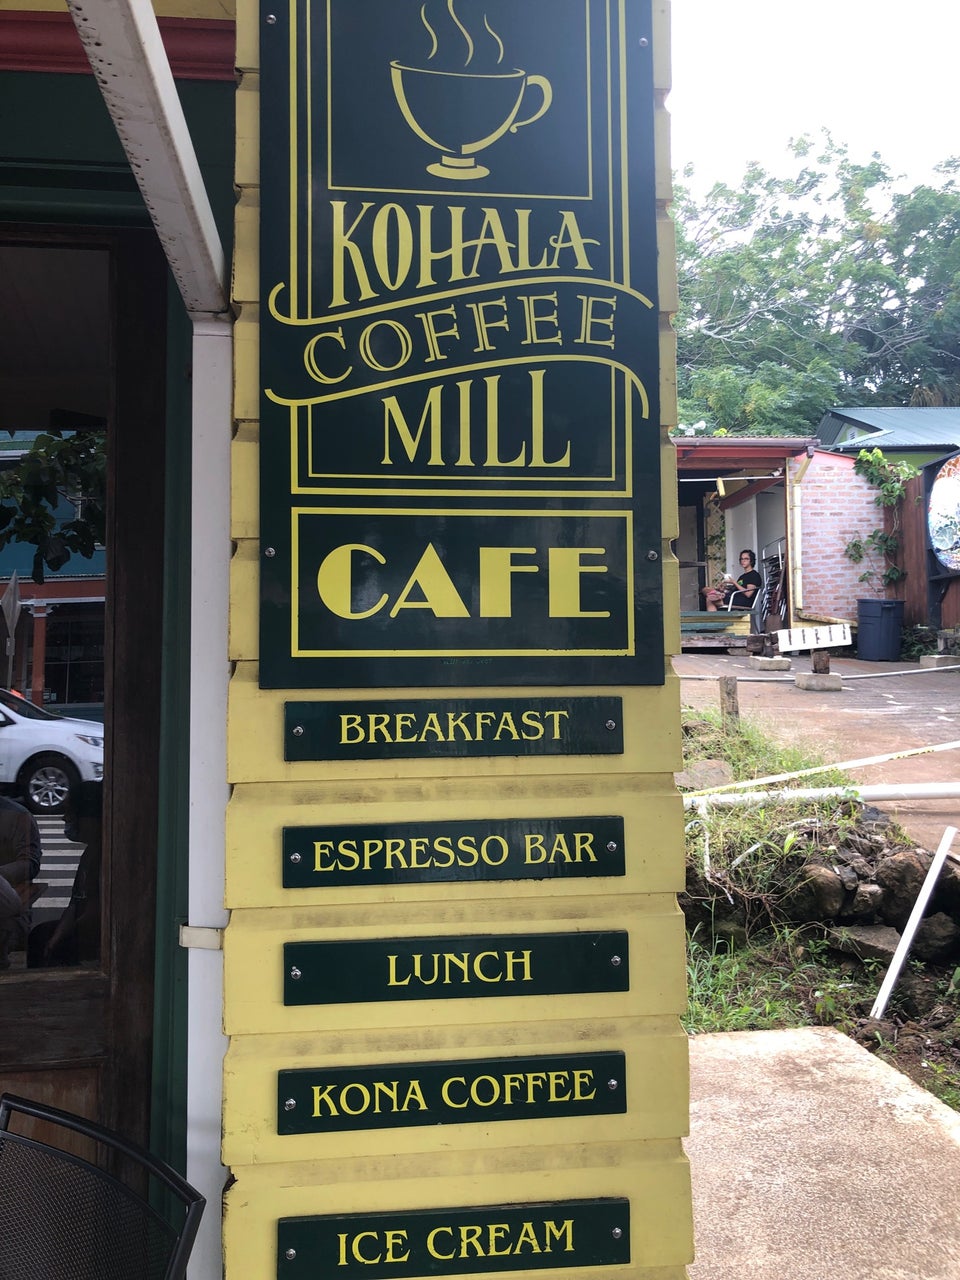 KOHALA
COFFEE
MILL
CAFE
BREAKFAST
ESPRESSO BAR
LUNCH
KONA COFFEE
ICE CREAM